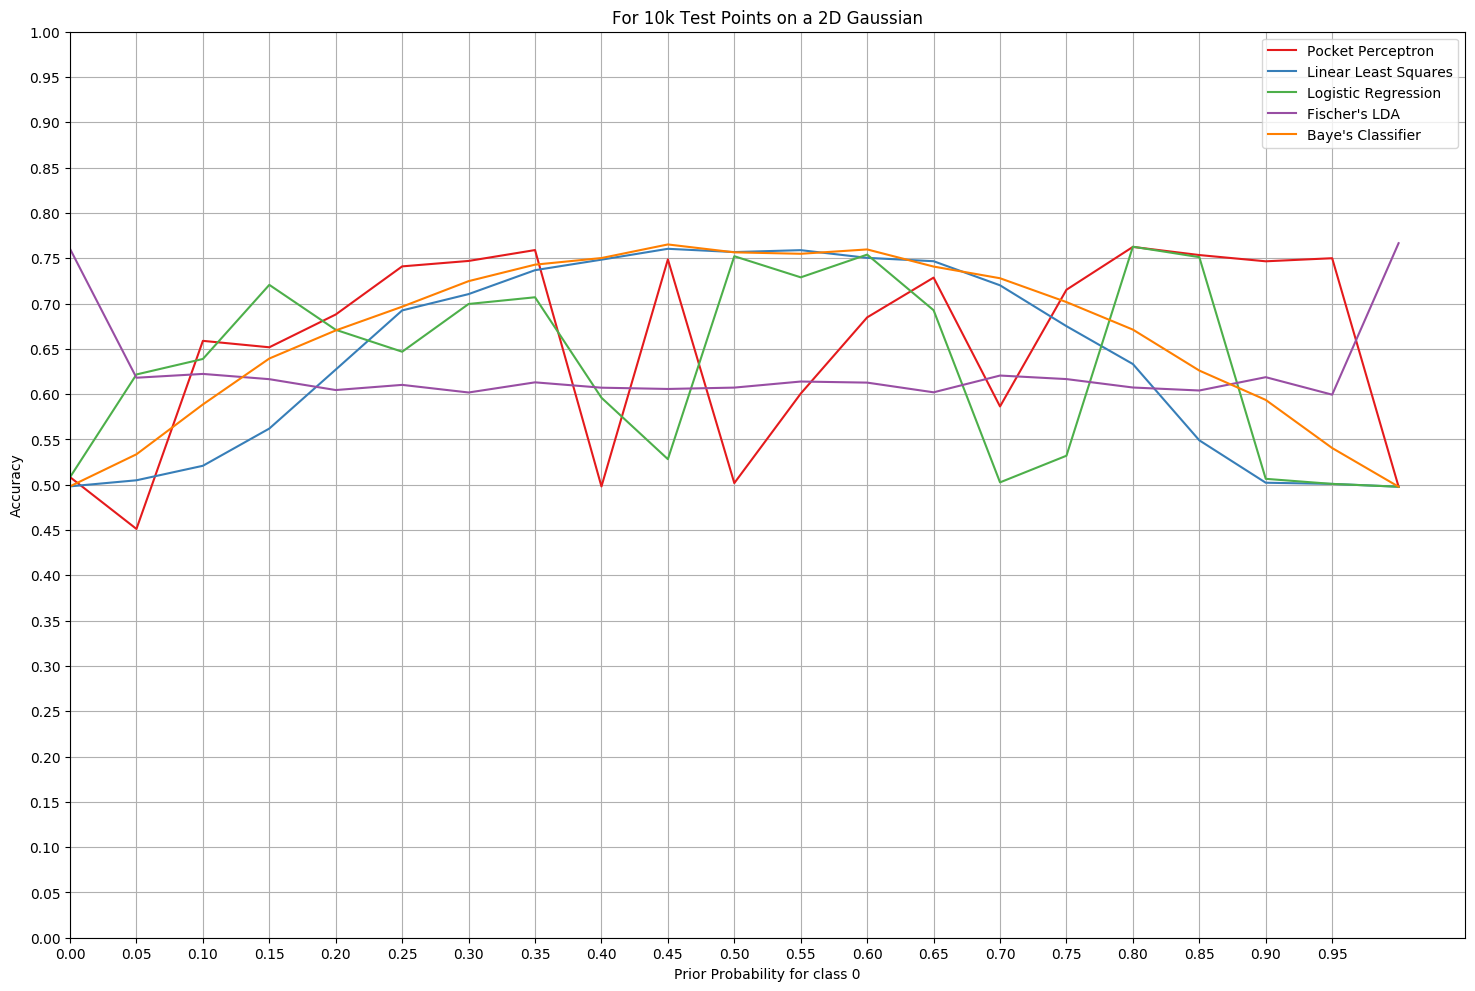 For 10k Test Points on a 2D Gaussian
1.00
0.95
0.90
0.85
0.80
0.75
0.70
0.65
0.60
0.55
0.50
0.45
0.40
0.35
0.30
0.25
0.20
0.15
0.10
0.05
0.00
Accuracy
Pocket Perceptron
Linear Least Squares
Logistic Regression
Fischer's LDA
Baye's Classifier
0.00 0.05 0.10 0.15 0.20 0.25 0.30 0.35 0.40 0.45 0.50 0.55 0.60 0.65 0.70 0.75 0.80 0.85 0.90 0.95
Prior Probability for class 0